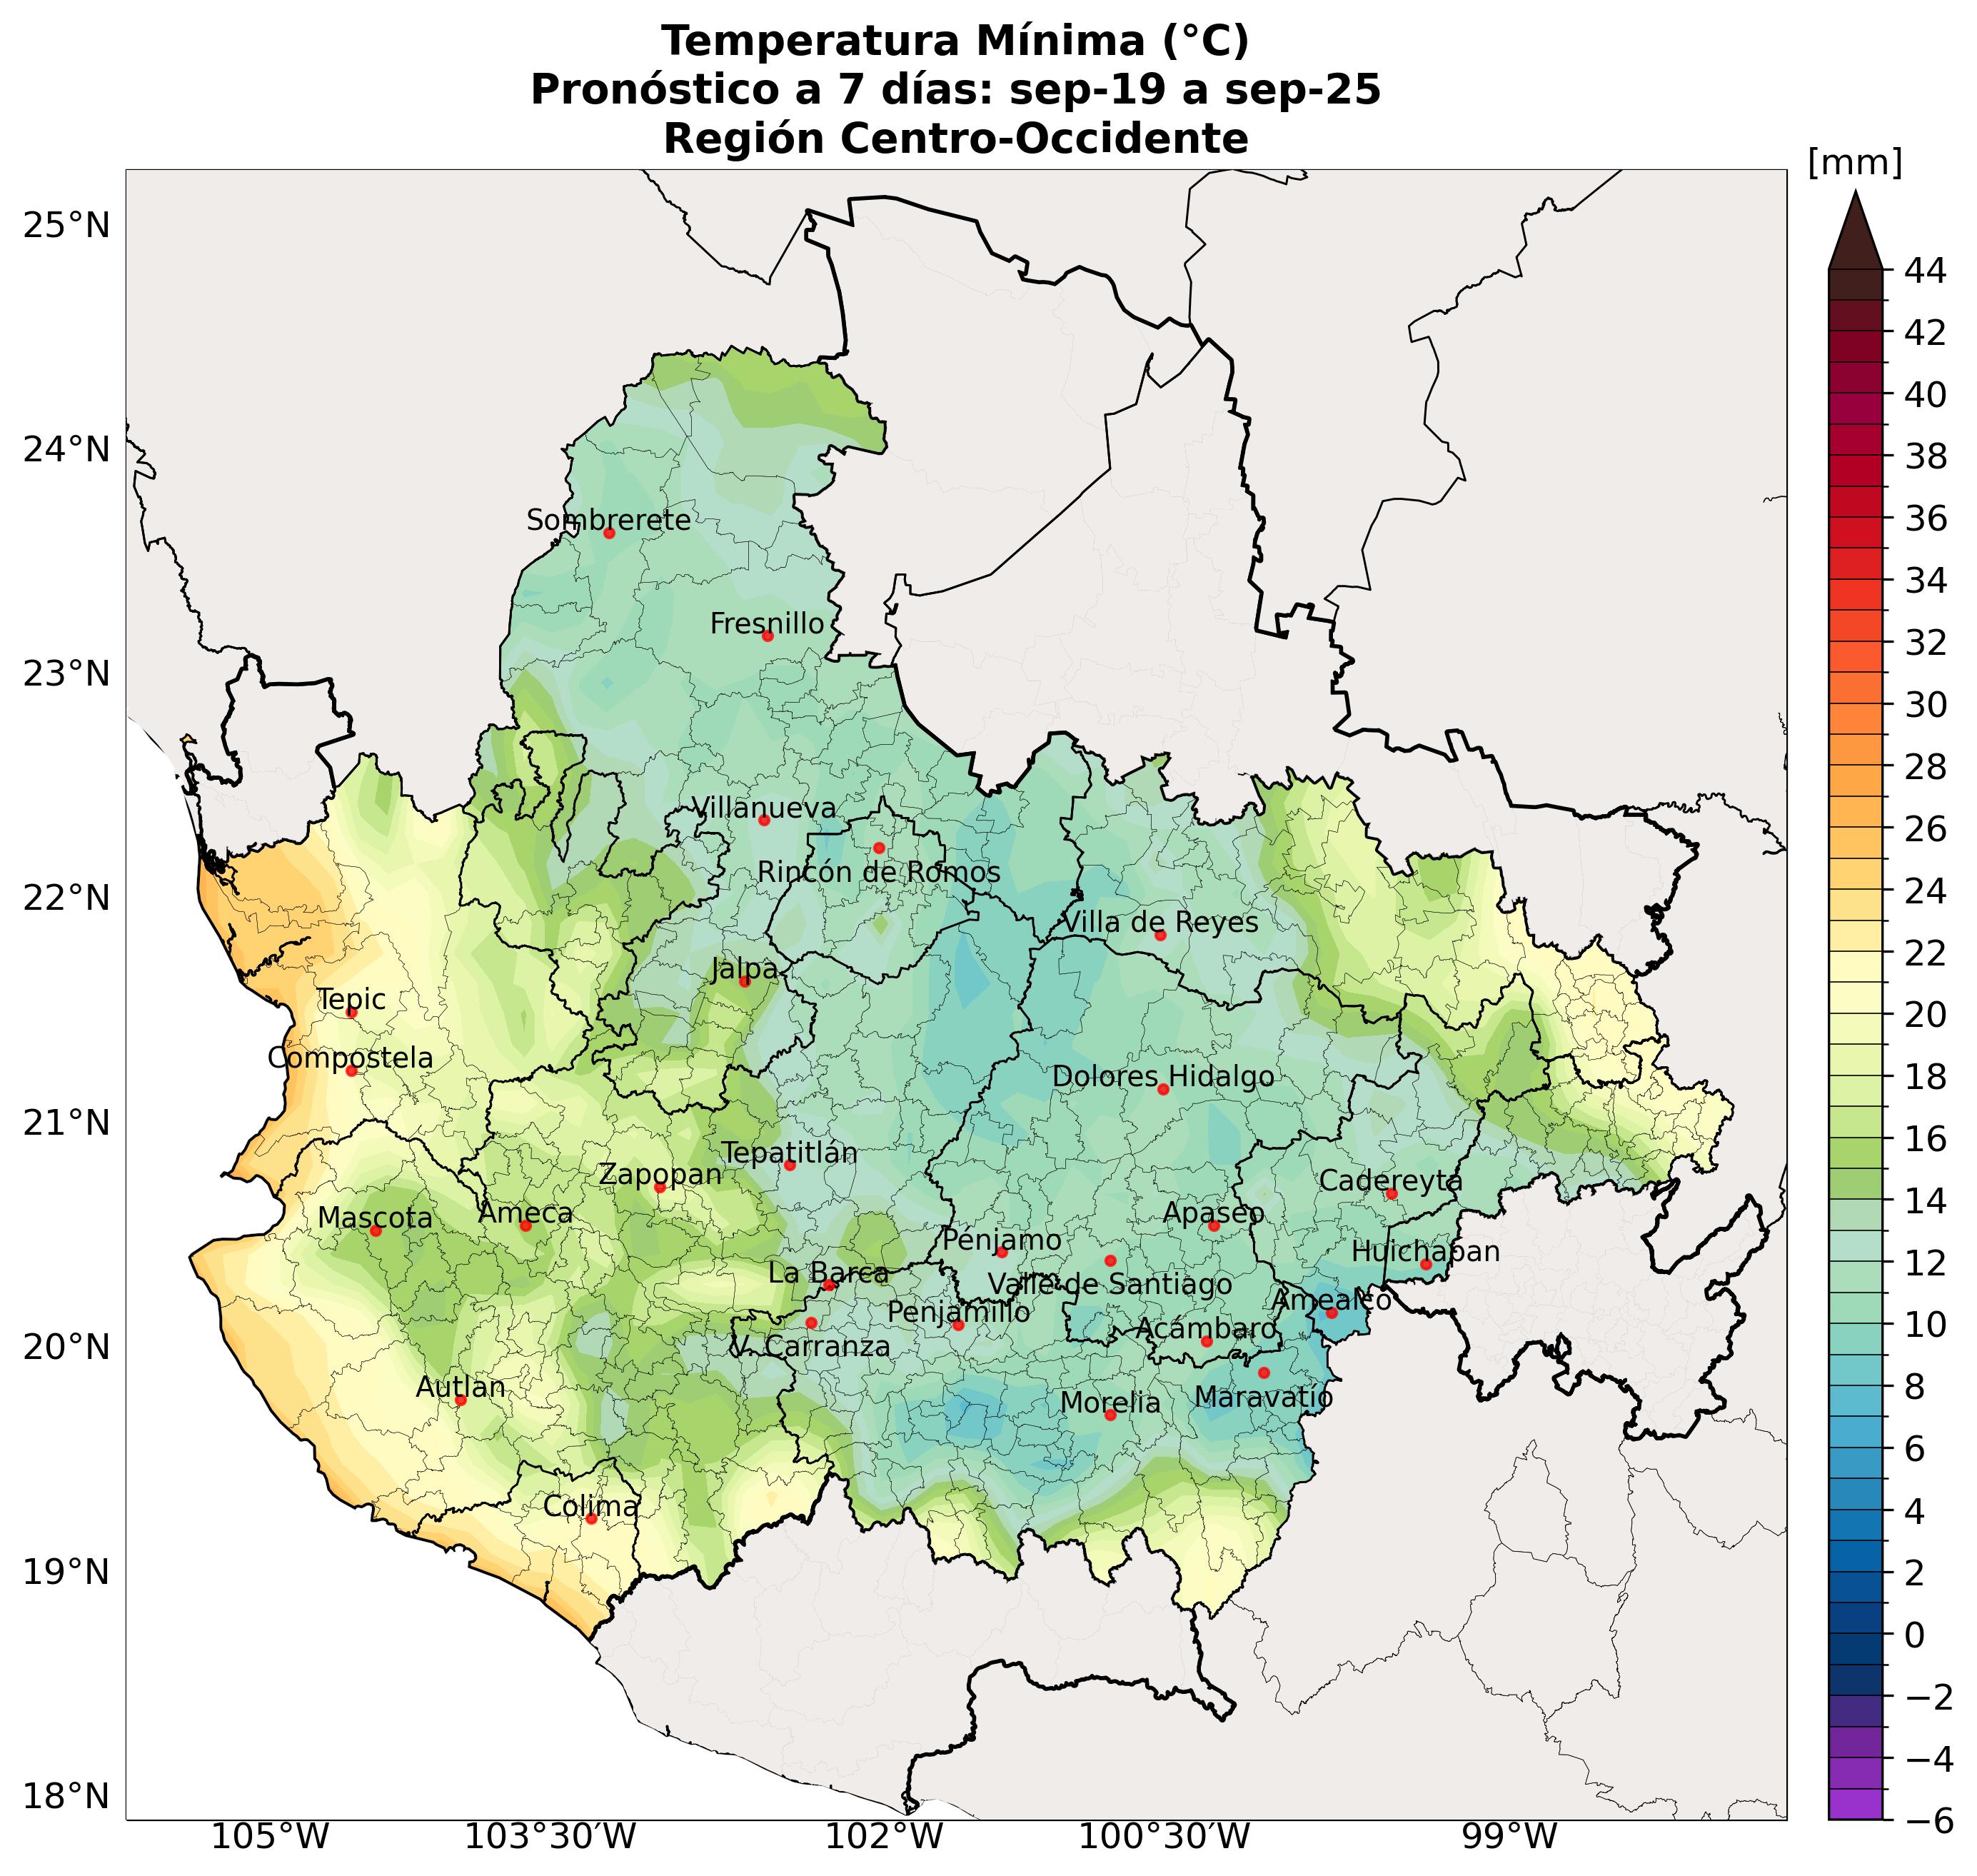 Temperatura Mínima (°C)
Pronóstico a 7 días: sep-19 a sep-25
Región Centro-Occidente
[mm]
25°N
24°N
23°N
22°N
21°N
20°N
19°N
18°N
Sombrerete
Fresnillo
Villanueva
Rincón de Romos
Villa de Reyes
Jalpa
Tepic
Compostela
Dolores Hidalgo
Tepatitlán
Zapopan
Cadereyta
Mascota
Ameca
Apaseo
Pénjamo
Huichapan
La Barca
Valle de Santiago
Amealco
Penjamillo
Acámbaro
V. Carranza
Autlan
Morelia
Maravatío
Colima
105°W
103°30′W
102°W
100°30′W
99°W
44
42
40
38
36
34
32
30
28
26
24
22
20
18
16
14
12
10
8
6
4
2
0
−2
−4
−6